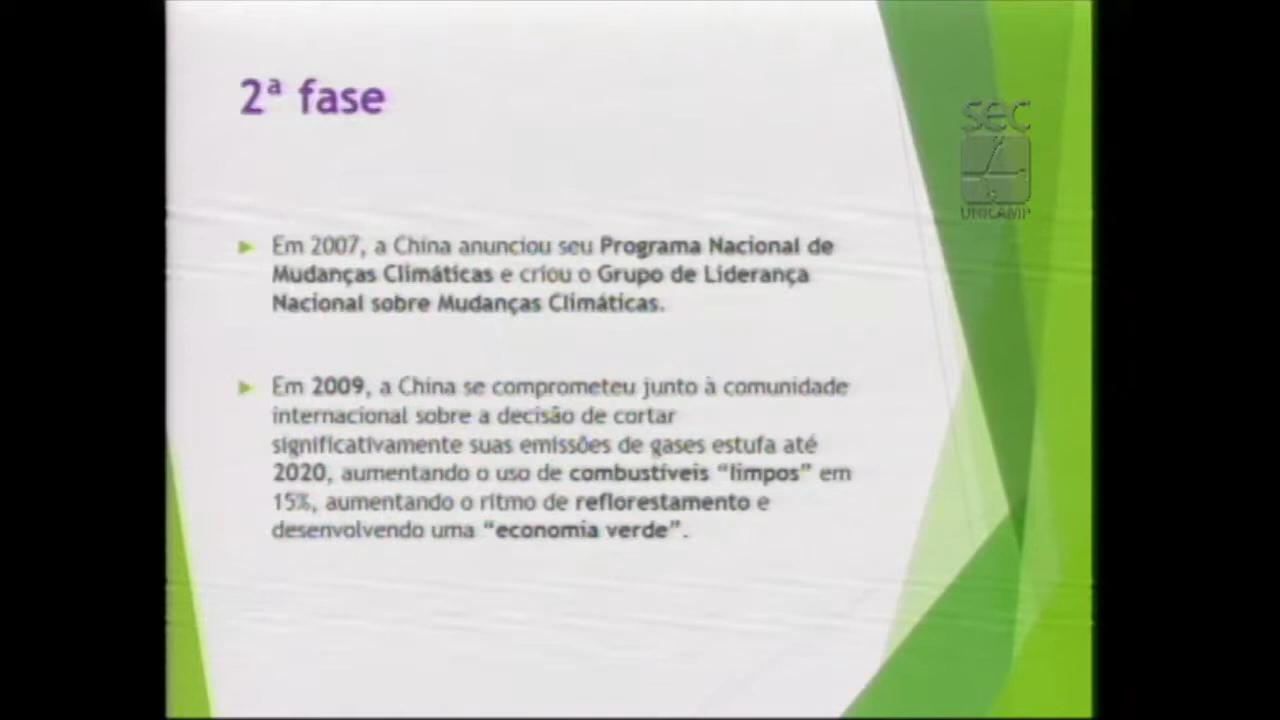 2ª fase
sec
UNICAMP
Em 2007, a China anunciou seu Programa Nacional de
Mudanças Climáticas e criou o Grupo de Liderança
Nacional sobre Mudanças Climáticas.
Em 2009, a China se comprometeu junto à comunidade
internacional sobre a decisão de cortar
significativamente suas emissões de gases estufa até
2020, aumentando o uso de combustíveis “limpos” em
15%, aumentando o ritmo de reflorestamento e
desenvolvendo uma “economia verde”.